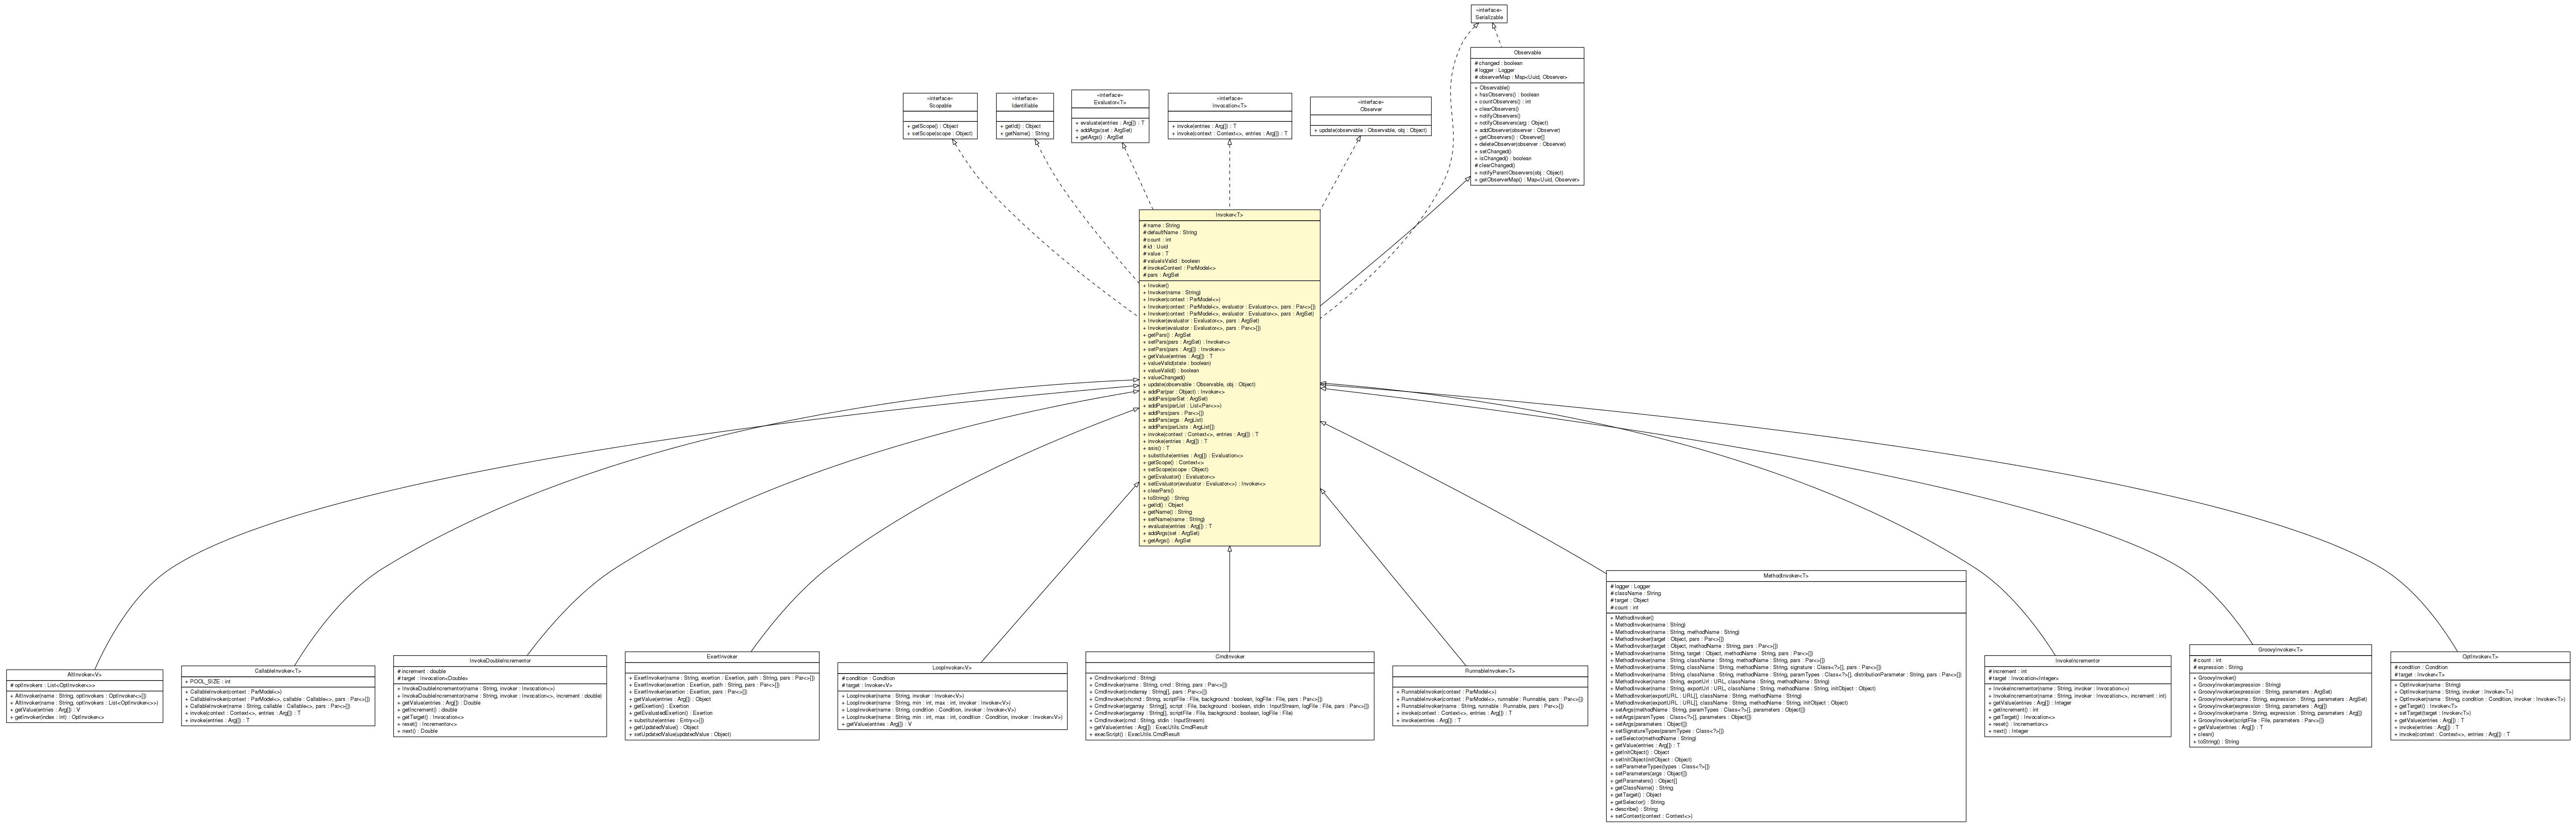 «interface»
Serializable
Observable
# changed : boolean
# logger : Logger
# observerMap : Map<Uuid, Observer>
+ Observable()
+ hasObservers() : boolean
+ countObservers() : int
+ clearObservers()
+ notifyObservers()
+ notifyObservers(arg : Object)
+ addObserver(observer : Observer)
+ getObservers() : Observer[]
+ deleteObserver(observer : Observer)
+ setChanged()
+ isChanged() : boolean
# clearChanged()
+ notifyParentObservers(obj : Object)
+ getObserverMap() : Map<Uuid, Observer>
«interface»
Scopable
+ getScope() : Object
+ setScope(scope : Object)
«interface»
Identifiable
+ getId() : Object
+ getName() : String
«interface»
Evaluator<T>
+ evaluate(entries : Arg[]) : T
+ addArgs(set : ArgSet)
+ getArgs() : ArgSet
«interface»
Invocation<T>
+ invoke(entries : Arg[]) : T
+ invoke(context : Context<>, entries : Arg[]) : T
«interface»
Observer
+ update(observable : Observable, obj : Object)
Invoker<T>
# name : String
# defaultName : String
# count : int
# id : Uuid
# value : T
# valueIsValid : boolean
# invokeContext : ParModel<>
# pars : ArgSet
+ Invoker()
+ Invoker(name : String)
+ Invoker(context : ParModel<>)
+ Invoker(context : ParModel<>, evaluator : Evaluator<>, pars : Par<>[])
+ Invoker(context : ParModel<>, evaluator : Evaluator<>, pars : ArgSet)
+ Invoker(evaluator : Evaluator<>, pars : ArgSet)
+ Invoker(evaluator : Evaluator<>, pars : Par<>[])
+ getPars() : ArgSet
+ setPars(pars : ArgSet) : Invoker<>
+ setPars(pars : Arg[]) : Invoker<>
+ getValue(entries : Arg[]) : T
+ valueValid(state : boolean)
+ valueValid() : boolean
+ valueChanged()
+ update(observable : Observable, obj : Object)
+ addPar(par : Object) : Invoker<>
+ addPars(parSet : ArgSet)
+ addPars(parList : List<Par<>>)
+ addPars(pars : Par<>[])
+ addPars(args : ArgList)
+ addPars(parLists : ArgList[])
+ invoke(context : Context<>, entries : Arg[]) : T
+ invoke(entries : Arg[]) : T
+ asis() : T
+ substitute(entries : Arg[]) : Evaluation<>
+ getScope() : Context<>
+ setScope(scope : Object)
+ getEvaluator() : Evaluator<>
+ setEvaluator(evaluator : Evaluator<>) : Invoker<>
+ clearPars()
+ toString() : String
+ getId() : Object
+ getName() : String
+ setName(name : String)
+ evaluate(entries : Arg[]) : T
+ addArgs(set : ArgSet)
+ getArgs() : ArgSet
AltInvoker<V>
# optInvokers : List<OptInvoker<>>
+ AltInvoker(name : String, optInvokers : OptInvoker<>[])
+ AltInvoker(name : String, optInvokers : List<OptInvoker<>>)
+ getValue(entries : Arg[]) : V
+ getInvoker(index : int) : OptInvoker<>
CallableInvoker<T>
+ POOL_SIZE : int
+ CallableInvoker(context : ParModel<>)
+ CallableInvoker(context : ParModel<>, callable : Callable<>, pars : Par<>[])
+ CallableInvoker(name : String, callable : Callable<>, pars : Par<>[])
+ invoke(context : Context<>, entries : Arg[]) : T
+ invoke(entries : Arg[]) : T
InvokeDoubleIncrementor
# increment : double
# target : Invocation<Double>
+ InvokeDoubleIncrementor(name : String, invoker : Invocation<>)
+ InvokeDoubleIncrementor(name : String, invoker : Invocation<>, increment : double)
+ getValue(entries : Arg[]) : Double
+ getIncrement() : double
+ getTarget() : Invocation<>
+ reset() : Incrementor<>
+ next() : Double
ExertInvoker
+ ExertInvoker(name : String, exertion : Exertion, path : String, pars : Par<>[])
+ ExertInvoker(exertion : Exertion, path : String, pars : Par<>[])
+ ExertInvoker(exertion : Exertion, pars : Par<>[])
+ getValue(entries : Arg[]) : Object
+ getExertion() : Exertion
+ getEvaluatedExertion() : Exertion
+ substitute(entries : Entry<>[])
+ getUpdatedValue() : Object
+ setUpdatedValue(updatedValue : Object)
LoopInvoker<V>
# condition : Condition
# target : Invoker<V>
+ LoopInvoker(name : String, invoker : Invoker<V>)
+ LoopInvoker(name : String, min : int, max : int, invoker : Invoker<V>)
+ LoopInvoker(name : String, condition : Condition, invoker : Invoker<V>)
+ LoopInvoker(name : String, min : int, max : int, condition : Condition, invoker : Invoker<V>)
+ getValue(entries : Arg[]) : V
CmdInvoker
+ CmdInvoker(cmd : String)
+ CmdInvoker(name : String, cmd : String, pars : Par<>[])
+ CmdInvoker(cmdarray : String[], pars : Par<>[])
+ CmdInvoker(shcmd : String, scriptFile : File, background : boolean, logFile : File, pars : Par<>[])
+ CmdInvoker(argarray : String[], script : File, background : boolean, stdin : InputStream, logFile : File, pars : Par<>[])
+ CmdInvoker(argarray : String[], scriptFile : File, background : boolean, logFile : File)
+ CmdInvoker(cmd : String, stdin : InputStream)
+ getValue(entries : Arg[]) : ExecUtils.CmdResult
+ execScript() : ExecUtils.CmdResult
RunnableInvoker<T>
+ RunnableInvoker(context : ParModel<>)
+ RunnableInvoker(context : ParModel<>, runnable : Runnable, pars : Par<>[])
+ RunnableInvoker(name : String, runnable : Runnable, pars : Par<>[])
+ invoke(context : Context<>, entries : Arg[]) : T
+ invoke(entries : Arg[]) : T
MethodInvoker<T>
# logger : Logger
# className : String
# target : Object
# count : int
+ MethodInvoker()
+ MethodInvoker(name : String)
+ MethodInvoker(name : String, methodName : String)
+ MethodInvoker(target : Object, pars : Par<>[])
+ MethodInvoker(target : Object, methodName : String, pars : Par<>[])
+ MethodInvoker(name : String, target : Object, methodName : String, pars : Par<>[])
+ MethodInvoker(name : String, className : String, methodName : String, pars : Par<>[])
+ MethodInvoker(name : String, className : String, methodName : String, signature : Class<?>[], pars : Par<>[])
+ MethodInvoker(name : String, className : String, methodName : String, paramTypes : Class<?>[], distributionParameter : String, pars : Par<>[])
+ MethodInvoker(name : String, exportUrl : URL, className : String, methodName : String)
+ MethodInvoker(name : String, exportUrl : URL, className : String, methodName : String, initObject : Object)
+ MethodInvoker(exportURL : URL[], className : String, methodName : String)
+ MethodInvoker(exportURL : URL[], className : String, methodName : String, initObject : Object)
+ setArgs(methodName : String, paramTypes : Class<?>[], parameters : Object[])
+ setArgs(paramTypes : Class<?>[], parameters : Object[])
+ setArgs(parameters : Object[])
+ setSignatureTypes(paramTypes : Class<?>[])
+ setSelector(methodName : String)
+ getValue(entries : Arg[]) : T
+ getInitObject() : Object
+ setInitObject(initObject : Object)
+ setParameterTypes(types : Class<?>[])
+ setParameters(args : Object[])
+ getParameters() : Object[]
+ getClassName() : String
+ getTarget() : Object
+ getSelector() : String
+ describe() : String
+ setContext(context : Context<>)
InvokeIncrementor
# increment : int
# target : Invocation<Integer>
+ InvokeIncrementor(name : String, invoker : Invocation<>)
+ InvokeIncrementor(name : String, invoker : Invocation<>, increment : int)
+ getValue(entries : Arg[]) : Integer
+ getIncrement() : int
+ getTarget() : Invocation<>
+ reset() : Incrementor<>
+ next() : Integer
GroovyInvoker<T>
# count : int
# expression : String
+ GroovyInvoker()
+ GroovyInvoker(expression : String)
+ GroovyInvoker(expression : String, parameters : ArgSet)
+ GroovyInvoker(name : String, expression : String, parameters : ArgSet)
+ GroovyInvoker(expression : String, parameters : Arg[])
+ GroovyInvoker(name : String, expression : String, parameters : Arg[])
+ GroovyInvoker(scriptFile : File, parameters : Par<>[])
+ getValue(entries : Arg[]) : T
+ clean()
+ toString() : String
OptInvoker<T>
# condition : Condition
# target : Invoker<T>
+ OptInvoker(name : String)
+ OptInvoker(name : String, invoker : Invoker<T>)
+ OptInvoker(name : String, condition : Condition, invoker : Invoker<T>)
+ getTarget() : Invoker<T>
+ setTarget(target : Invoker<T>)
+ getValue(entries : Arg[]) : T
+ invoke(entries : Arg[]) : T
+ invoke(context : Context<>, entries : Arg[]) : T